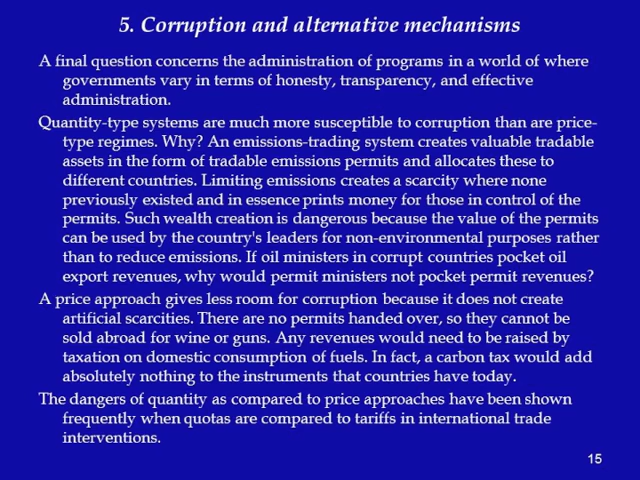 5. Corruption and alternative mechanisms
A final question concerns the administration of programs in a world of where
governments vary in terms of honesty, transparency, and effective
administration.
Quantity-type systems are much more susceptible to corruption than are price-
type regimes. Why? An emissions-trading system creates valuable tradable
assets in the form of tradable emissions permits and allocates these to
different countries. Limiting emissions creates a scarcity where none
previously existed and in essence prints money for those in control of the
permits. Such wealth creation is dangerous because the value of the permits
can be used by the country's leaders for non-environmental purposes rather
than to reduce emissions. If oil ministers in corrupt countries pocket oil
export revenues, why would permit ministers not pocket permit revenues?
A price approach gives less room for corruption because it does not create
artificial scarcities. There are no permits handed over, so they cannot be
sold abroad for wine or guns. Any revenues would need to be raised by
taxation on domestic consumption of fuels. In fact, a carbon tax would add
absolutely nothing to the instruments that countries have today.
The dangers of quantity as compared to price approaches have been shown
frequently when quotas are compared to tariffs in international trade
interventions.
15